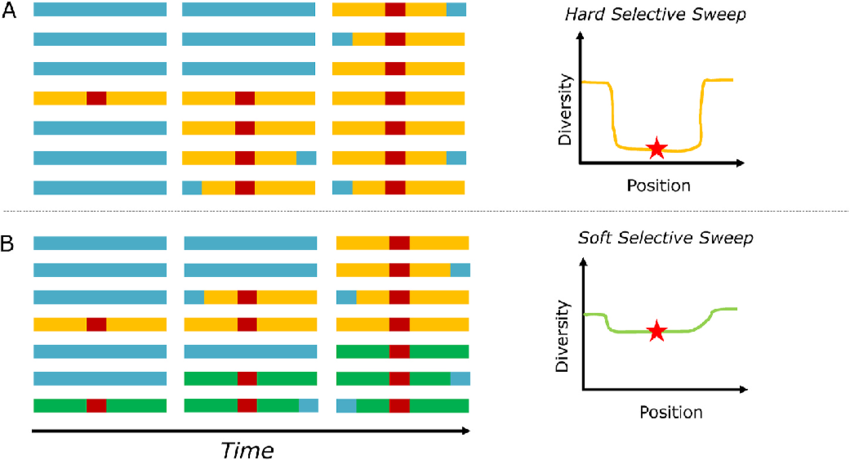 A
Hard Selective Sweep
Diversity
Position
B
Soft Selective Sweep
Diversity
Position
Time